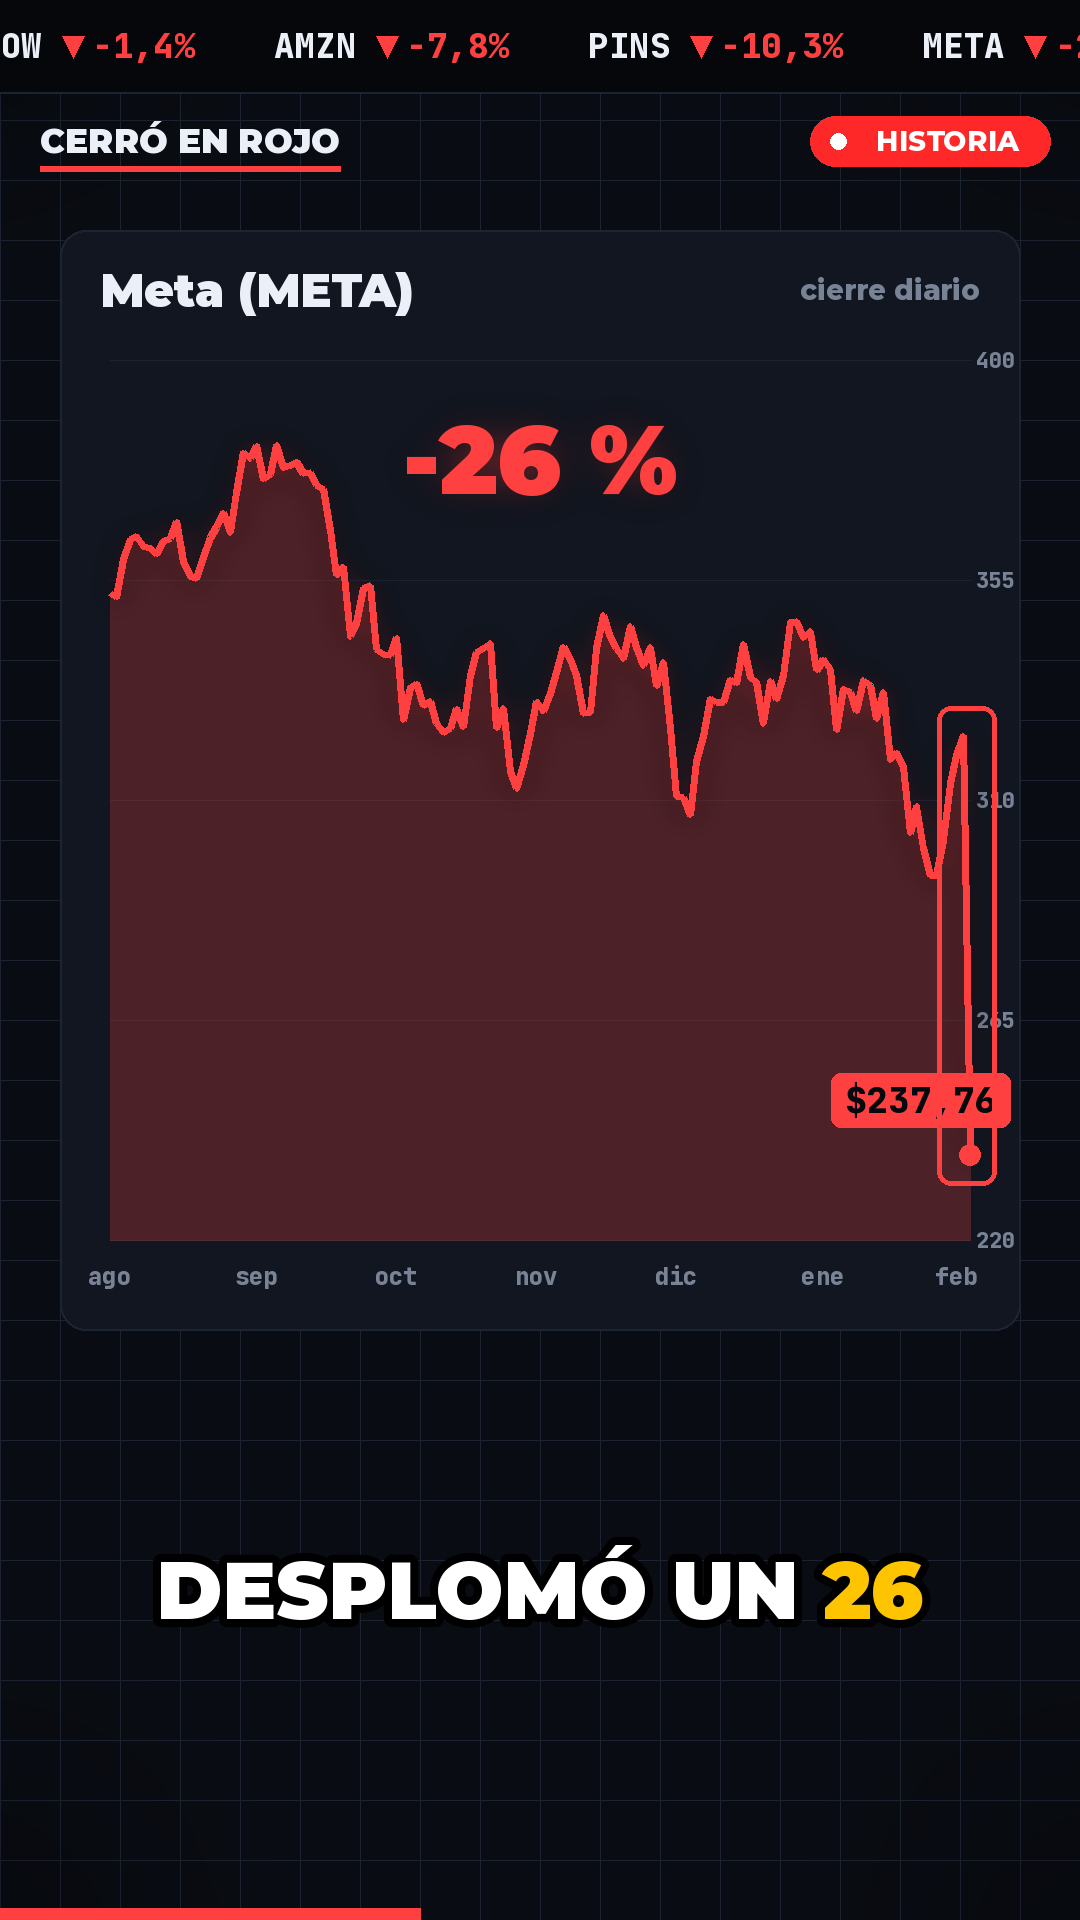 OW ▼ -1,4% AMZN ▼ -7,8% PINS ▼ -10,3% META ▼ -
CERRÓ EN ROJO
HISTORIA
Meta (META)
cierre diario
400
-26 %
355
310
265
$237,76
220
ago sep oct nov dic ene feb
DESPLOMÓ UN 26